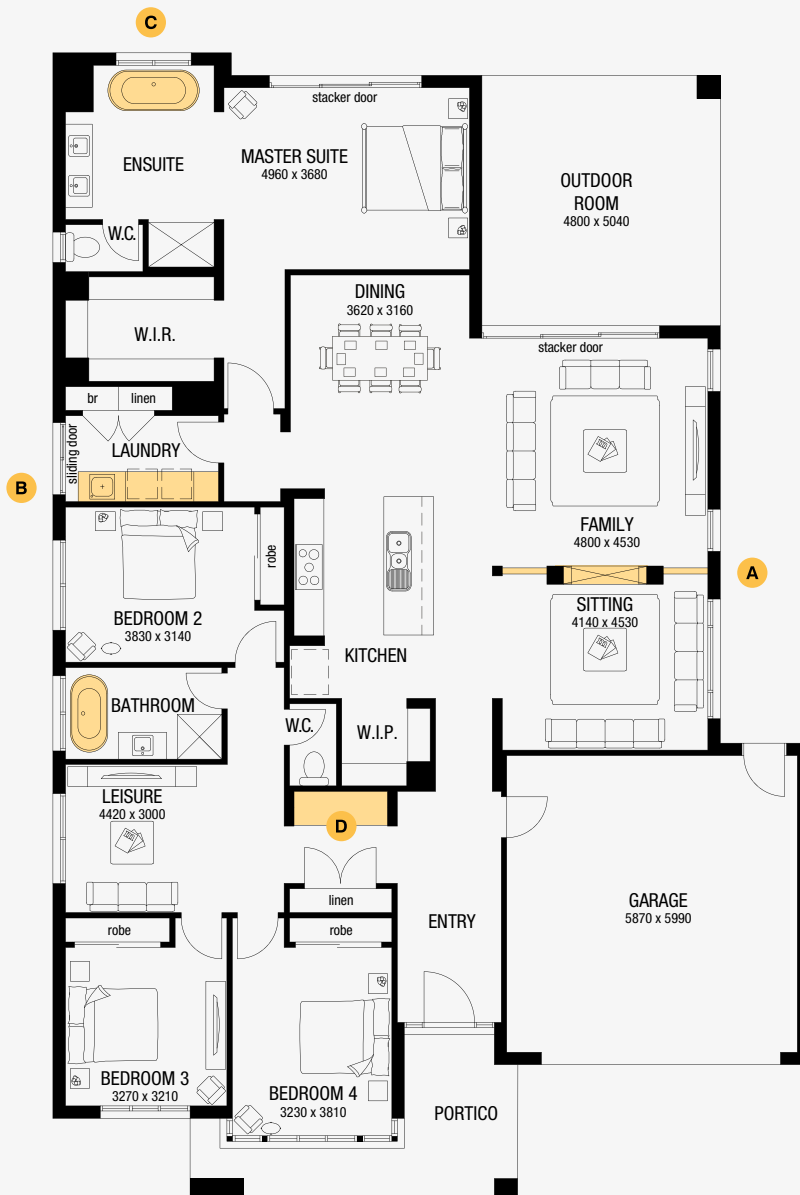 C
stacker door
ENSUITE
MASTER SUITE
4960 x 3680
OUTDOOR
ROOM
4800 x 5040
W.C.
DINING
3620 x 3160
W.I.R.
stacker door
br
linen
sliding door
LAUNDRY
B
FAMILY
4800 x 4530
robe
A
BEDROOM 2
3830 x 3140
SITTING
4140 x 4530
KITCHEN
BATHROOM
W.C.
W.I.P.
LEISURE
4420 x 3000
D
linen
GARAGE
5870 x 5990
ENTRY
robe
robe
BEDROOM 3
3270 x 3210
BEDROOM 4
3230 x 3810
PORTICO